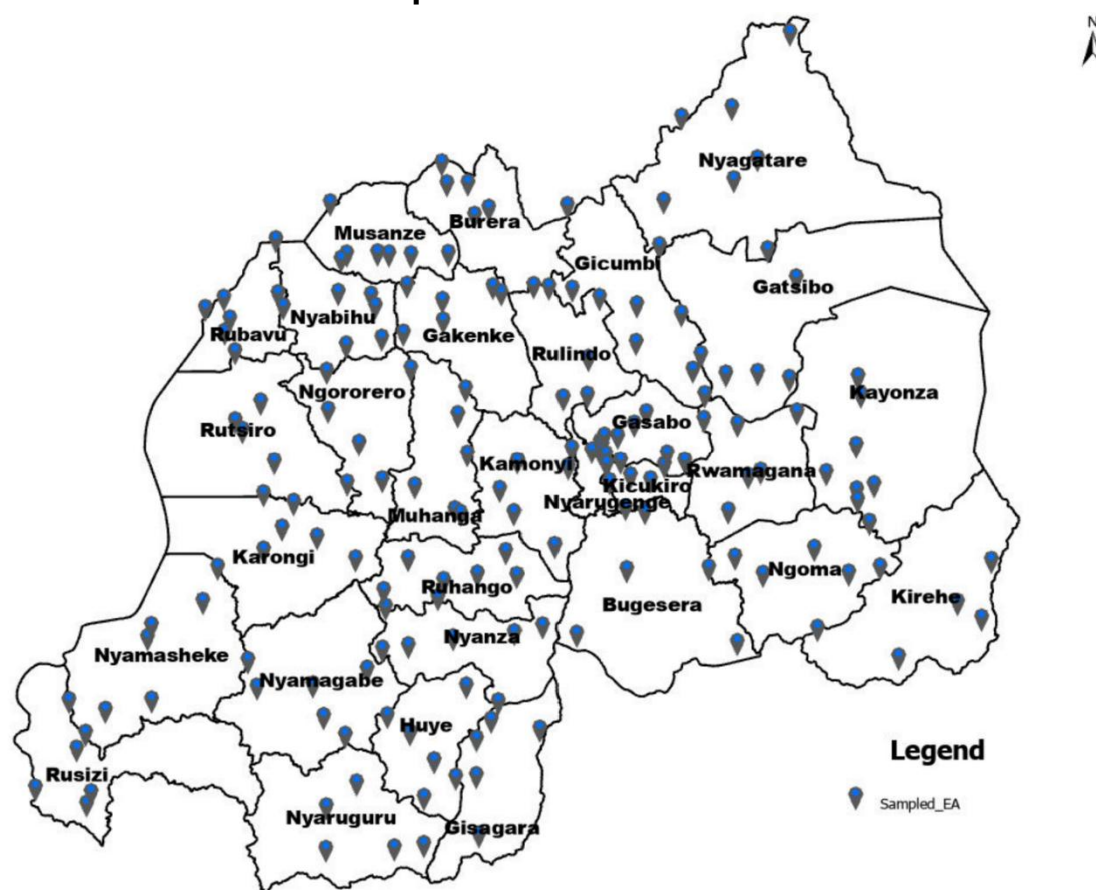 N
Nyagatare
Burera
Musanze
Gicumbi
Gatsibo
Nyabihu
Rubavu
Gakenke
Rulindo
Ngororero
Kayonza
Rutsiro
Gasabo
Kamonyi
Rwamagana
Kicukiro
Nyarugenge
Muhanga
Karongi
Ruhango
Ngoma
Kirehe
Bugesera
Nyanza
Nyamasheke
Nyamagabe
Huye
Legend
Rusizi
Sampled_EA
Nyaruguru
Gisagara